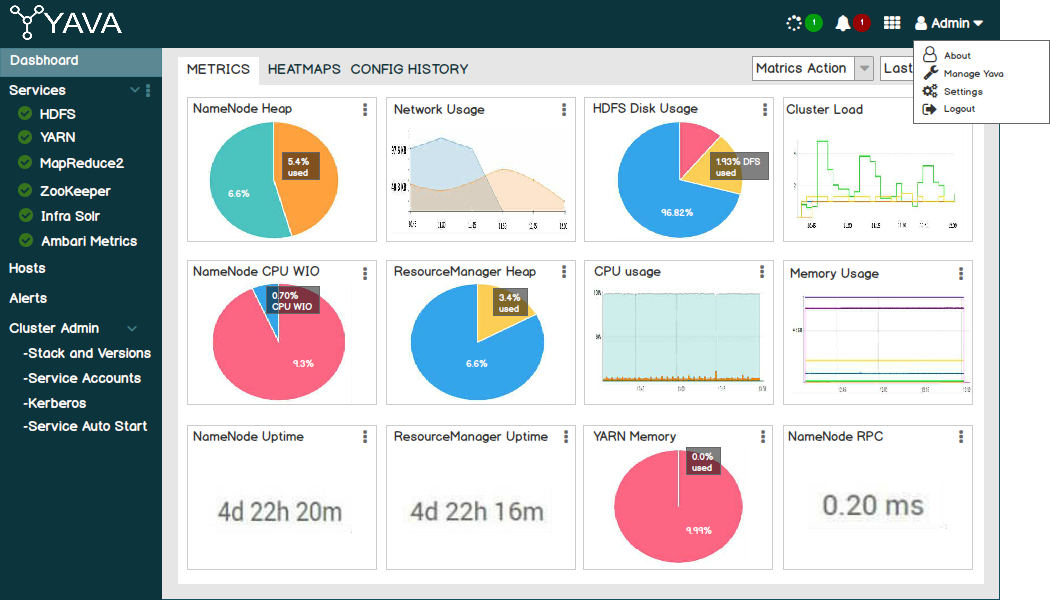 YAVA
1
1
Admin
About
Manage Yava
Settings
Logout
Dasbhoard
Services
HDFS
YARN
MapReduce2
ZooKeeper
Infra Solr
Ambari Metrics
Hosts
Alerts
Cluster Admin
-Stack and Versions
-Service Accounts
-Kerberos
-Service Auto Start
METRICS
HEATMAPS
CONFIG HISTORY
Matrics Action
Last
NameNode Heap
5.4%
used
6.6%
Network Usage
HDFS Disk Usage
1.93% DFS
used
96.82%
Cluster Load
NameNode CPU WIO
0.70%
CPU WIO
9.3%
ResourceManager Heap
3.4%
used
6.6%
CPU usage
Memory Usage
NameNode Uptime
4d 22h 20m
ResourceManager Uptime
4d 22h 16m
YARN Memory
0.0%
used
9.99%
NameNode RPC
0.20 ms